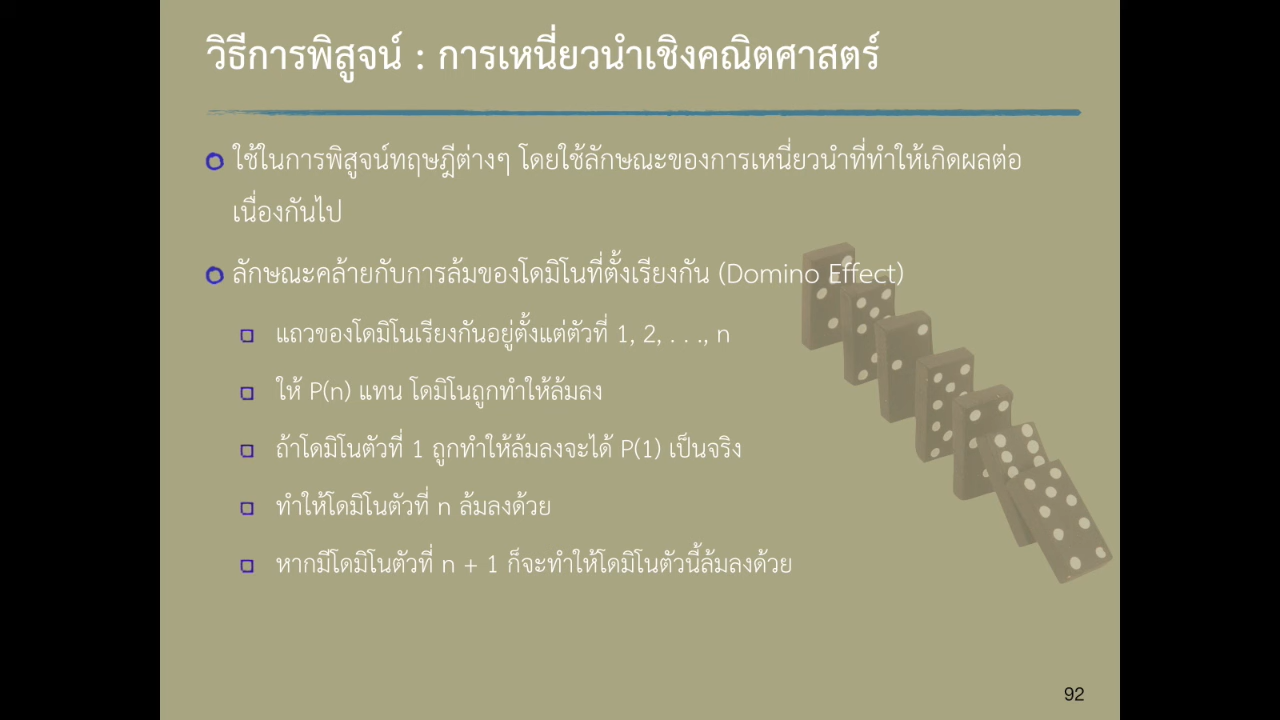 วิธีการพิสูจน์ : การเหนี่ยวนำเชิงคณิตศาสตร์
ใช้ในการพิสูจน์ทฤษฎีต่างๆ โดยใช้ลักษณะของการเหนี่ยวนำที่ทำให้เกิดผลต่อ
เนื่องกันไป
ลักษณะคล้ายกับการล้มของโดมิโนที่ตั้งเรียงกัน (Domino Effect)
แถวของโดมิโนเรียงกันอยู่ตั้งแต่ตัวที่ 1, 2, . . ., n
ให้ P(n) แทน โดมิโนถูกทำให้ล้มลง
ถ้าโดมิโนตัวที่ 1 ถูกทำให้ล้มลงจะได้ P(1) เป็นจริง
ทำให้โดมิโนตัวที่ n ล้มลงด้วย
หากมีโดมิโนตัวที่ n + 1 ก็จะทำให้โดมิโนตัวนี้ล้มลงด้วย
92